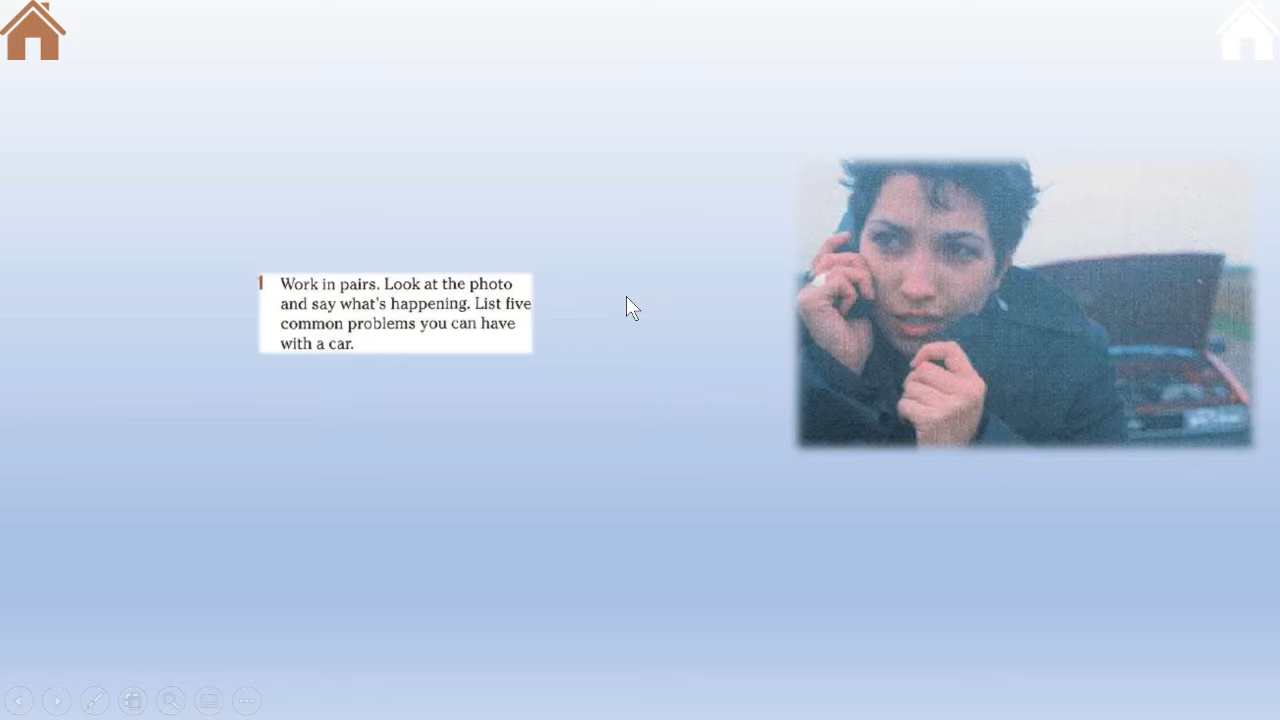 1 Work in pairs. Look at the photo
and say what's happening. List five
common problems you can have
with a car.